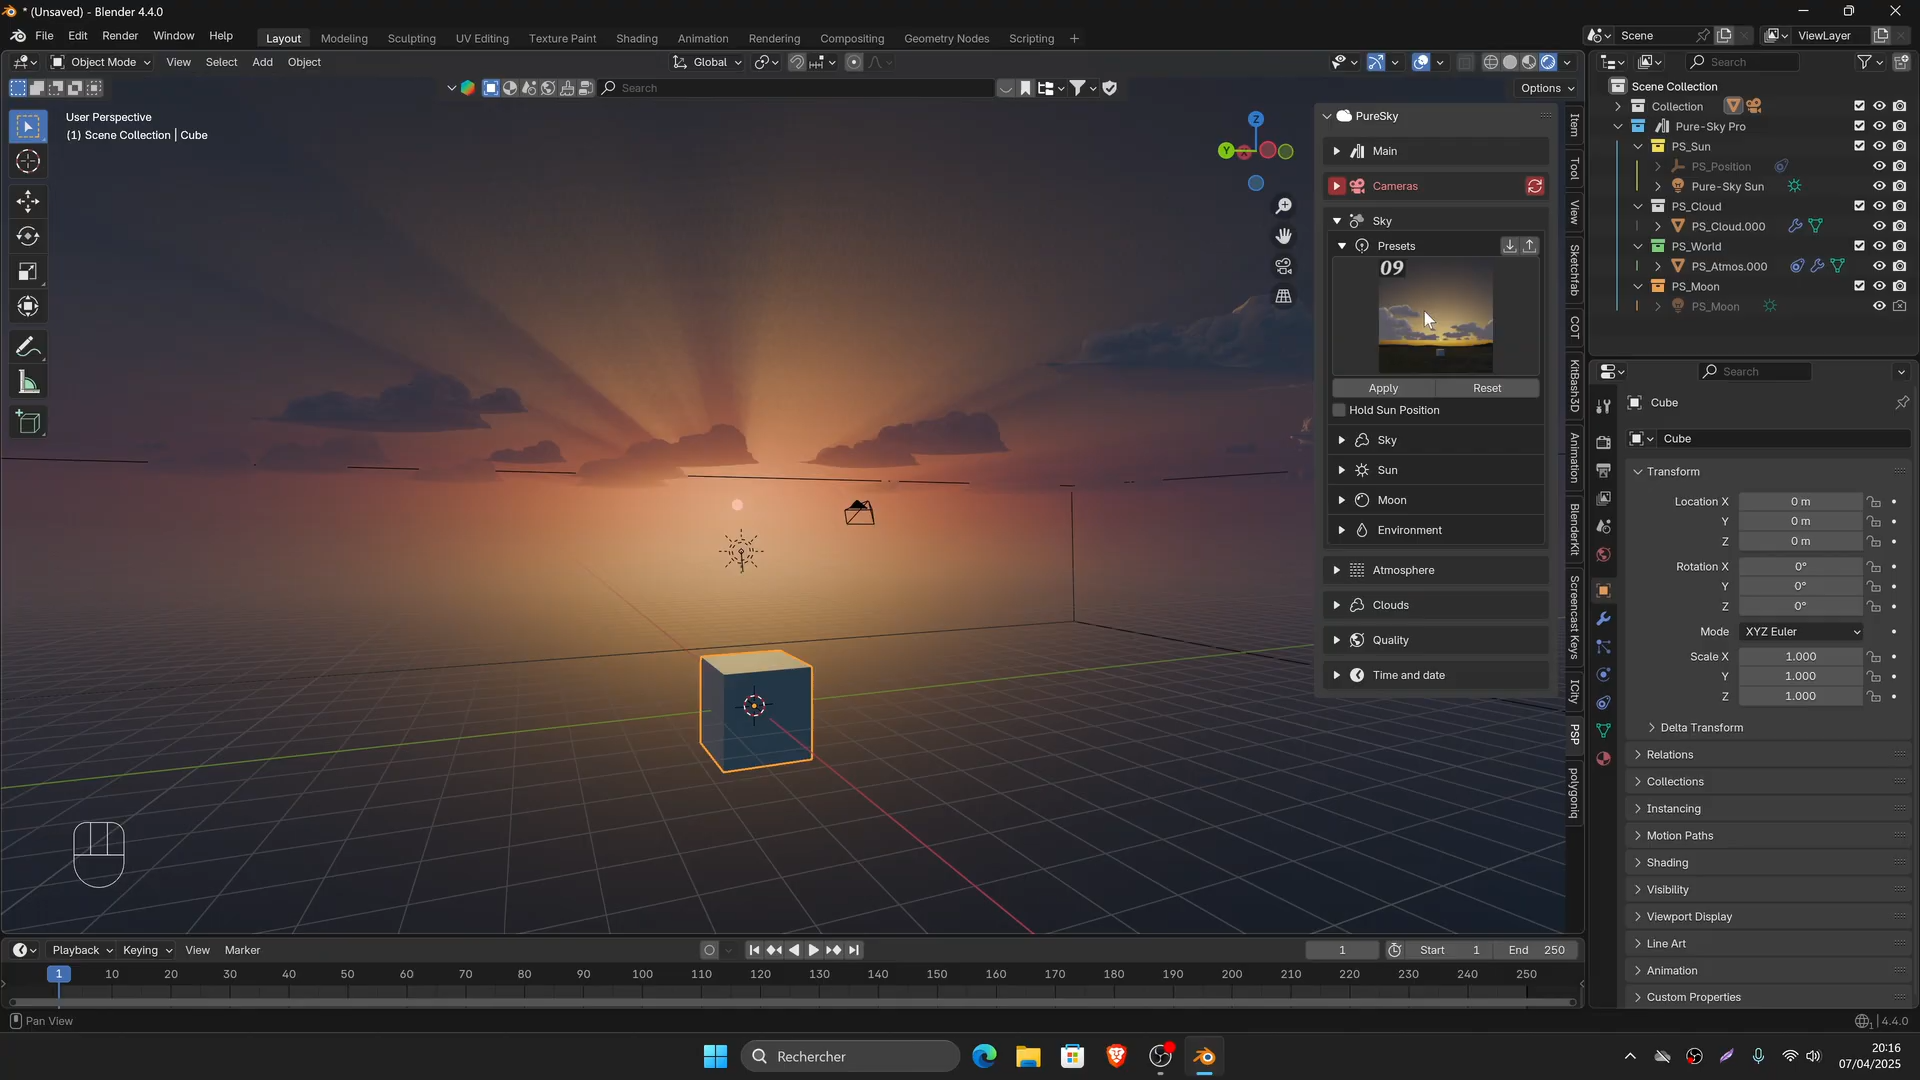 * (Unsaved) - Blender 4.4.0
File Edit Render Window Help
Layout Modeling Sculpting UV Editing Texture Paint Shading Animation Rendering Compositing Geometry Nodes Scripting +
Scene ViewLayer
Object Mode View Select Add Object
Global
Search
Options
Search
User Perspective
(1) Scene Collection | Cube
Z
Y
X
PureSky
Main
Cameras
Sky
Presets
09
Apply Reset
Hold Sun Position
Sky
Sun
Moon
Environment
Atmosphere
Clouds
Quality
Time and date
Item
Tool
View
Sketchfab
COT
KitBash3D
Animation
BlenderKit
Screencast Keys
ICity
PSP
polygoniq
Scene Collection
Collection
Pure-Sky Pro
PS_Sun
PS_Position
Pure-Sky Sun
PS_Cloud
PS_Cloud.000
PS_World
PS_Atmos.000
PS_Moon
PS_Moon
Search
Cube
Cube
Transform
Location X 0 m
Y 0 m
Z 0 m
Rotation X 0°
Y 0°
Z 0°
Mode XYZ Euler
Scale X 1.000
Y 1.000
Z 1.000
Delta Transform
Relations
Collections
Instancing
Motion Paths
Shading
Visibility
Viewport Display
Line Art
Animation
Custom Properties
Playback Keying View Marker
1 Start 1 End 250
1 10 20 30 40 50 60 70 80 90 100 110 120 130 140 150 160 170 180 190 200 210 220 230 240 250
Pan View
1 | 4.4.0
Rechercher
20:16
07/04/2025